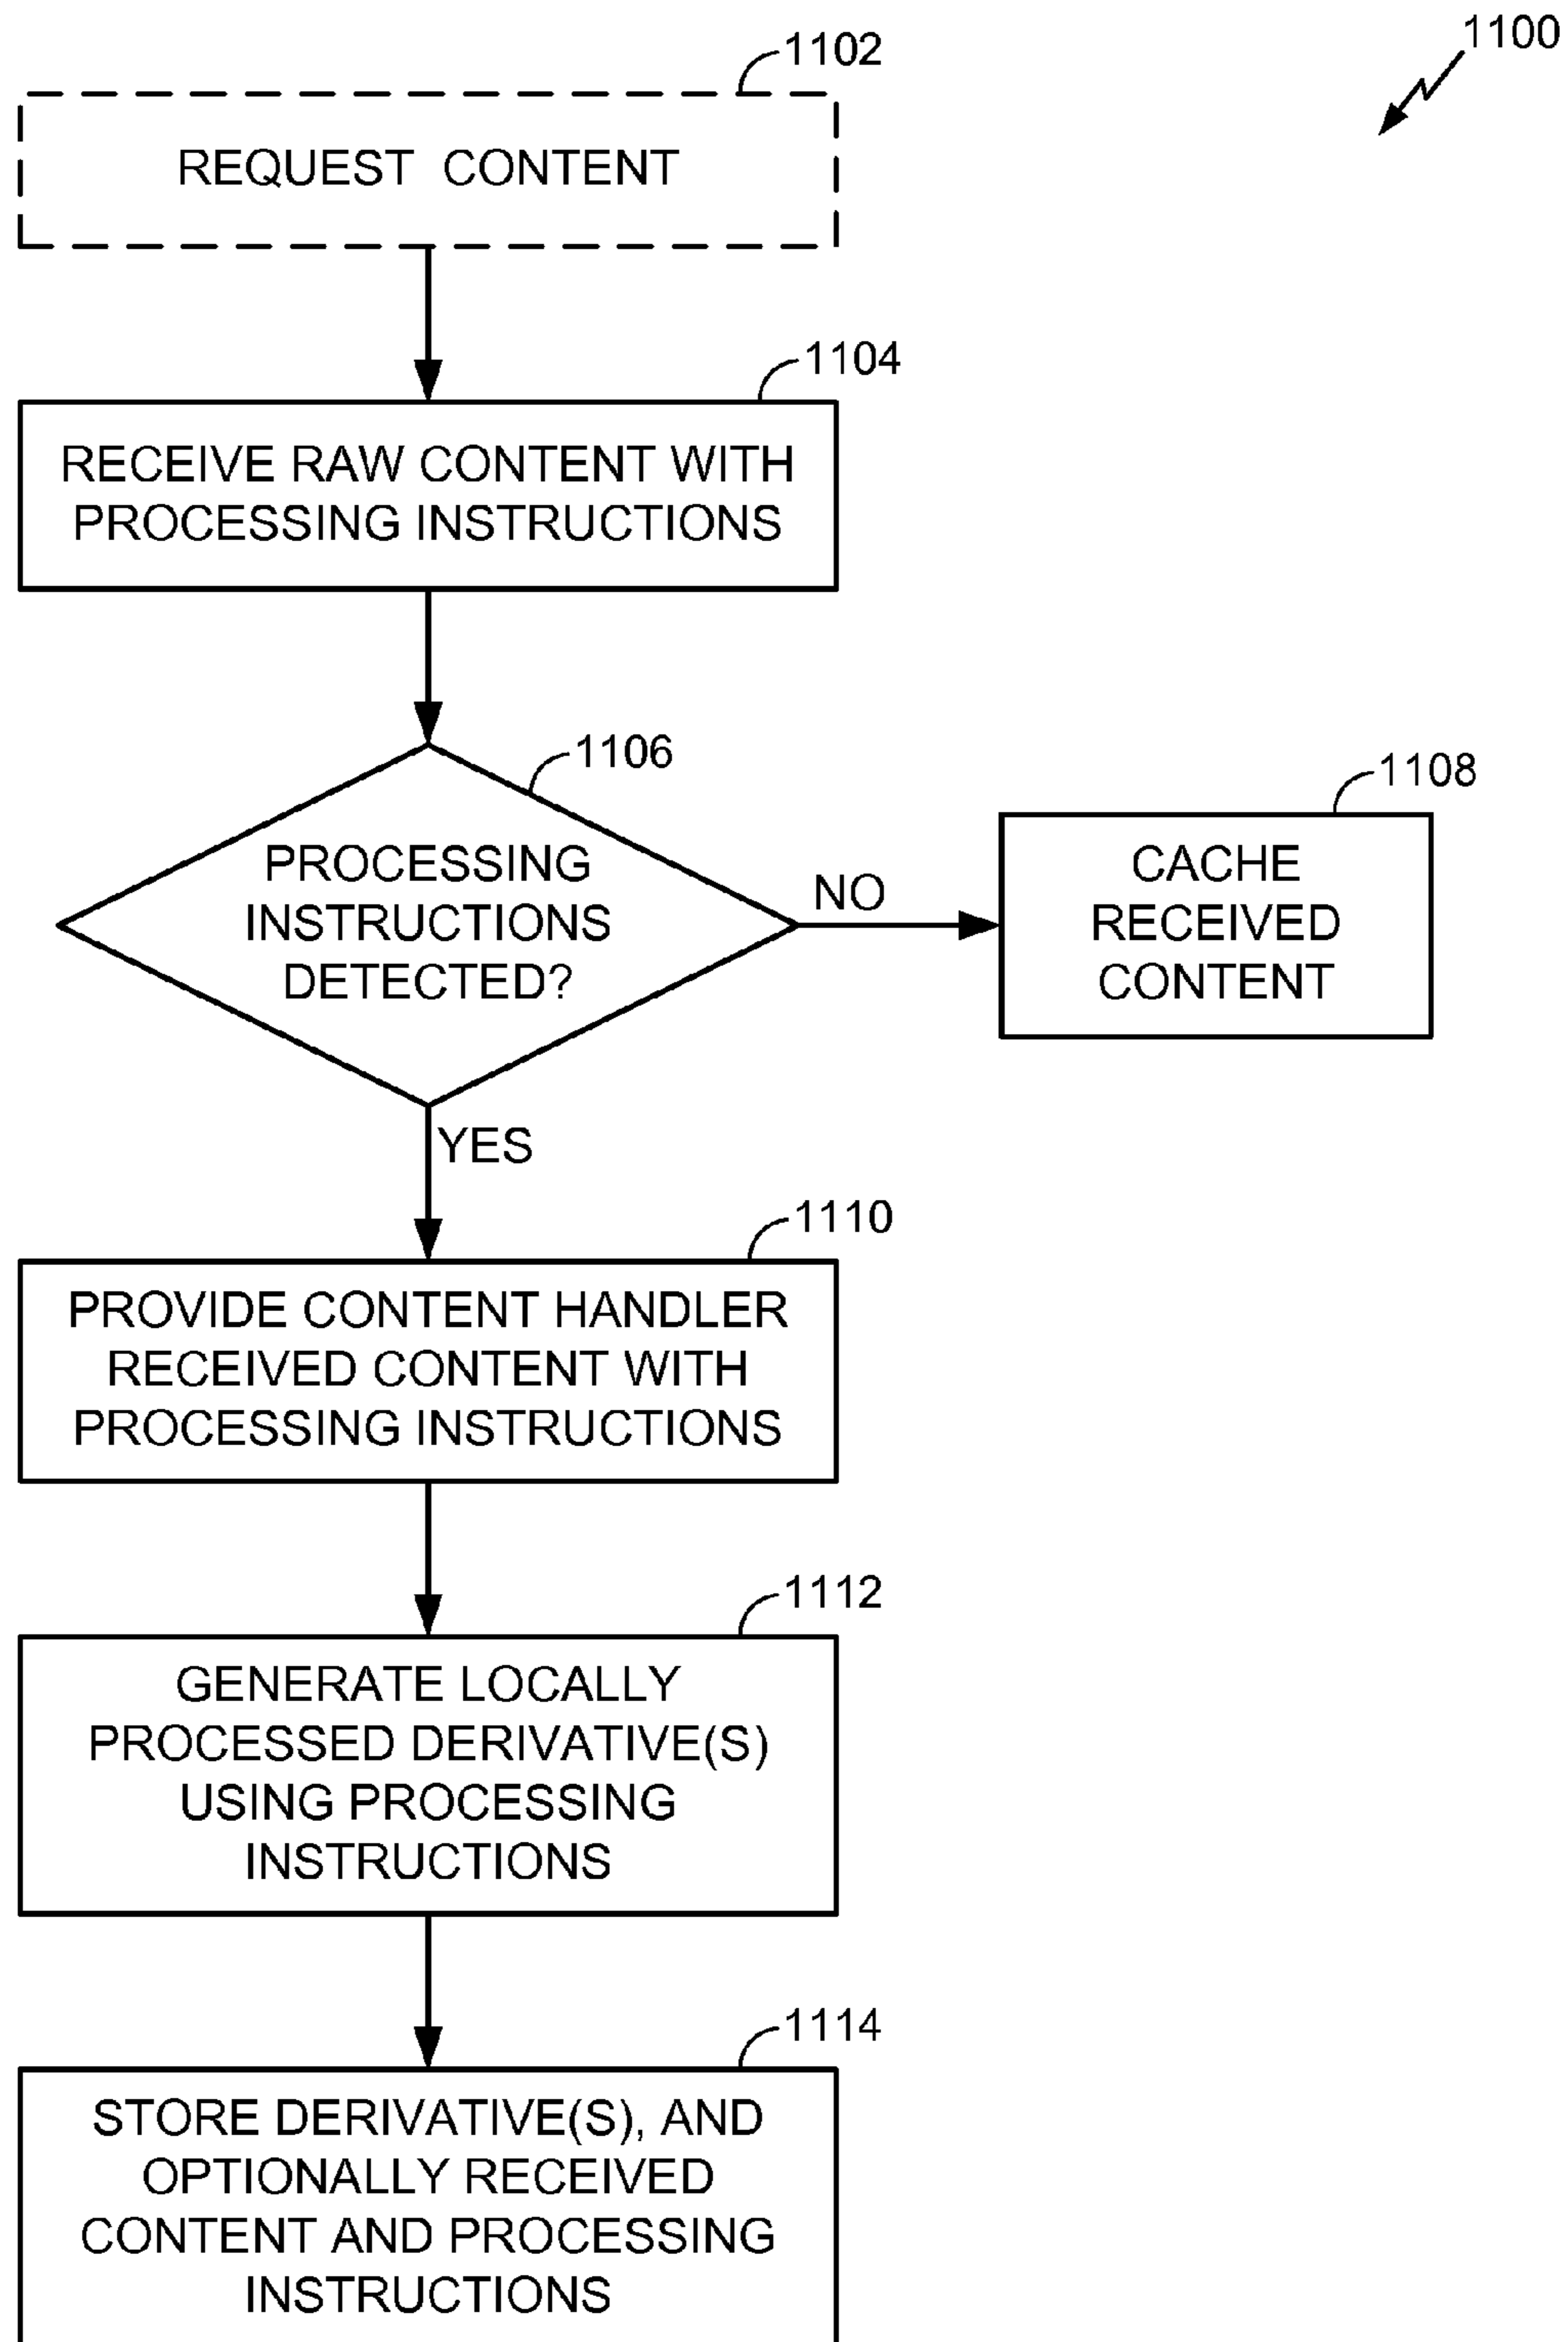 1100
1102
REQUEST CONTENT
1104
RECEIVE RAW CONTENT WITH
PROCESSING INSTRUCTIONS
1106
PROCESSING
INSTRUCTIONS
DETECTED?
NO
1108
CACHE
RECEIVED
CONTENT
YES
1110
PROVIDE CONTENT HANDLER
RECEIVED CONTENT WITH
PROCESSING INSTRUCTIONS
1112
GENERATE LOCALLY
PROCESSED DERIVATIVE(S)
USING PROCESSING
INSTRUCTIONS
1114
STORE DERIVATIVE(S), AND
OPTIONALLY RECEIVED
CONTENT AND PROCESSING
INSTRUCTIONS